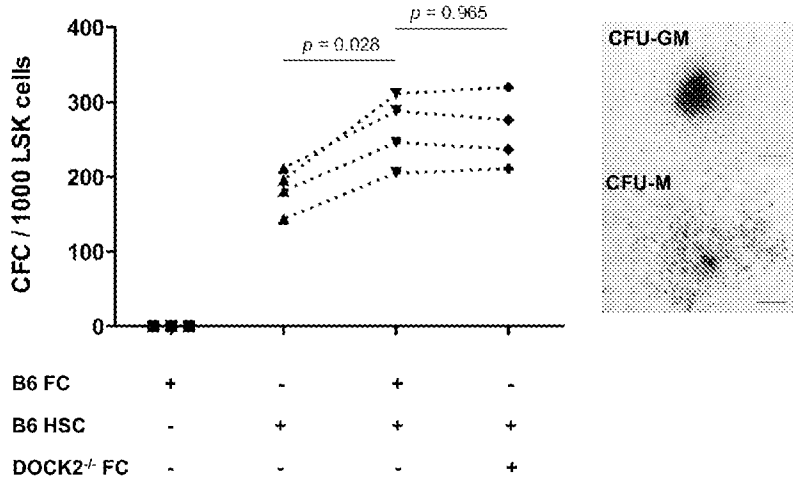 p = 0.965
p = 0.028
CFC / 1000 LSK cells
400
300
200
100
0
CFU-GM
CFU-M
B6 FC + - + -
B6 HSC - + + +
DOCK2-/- FC - - - +